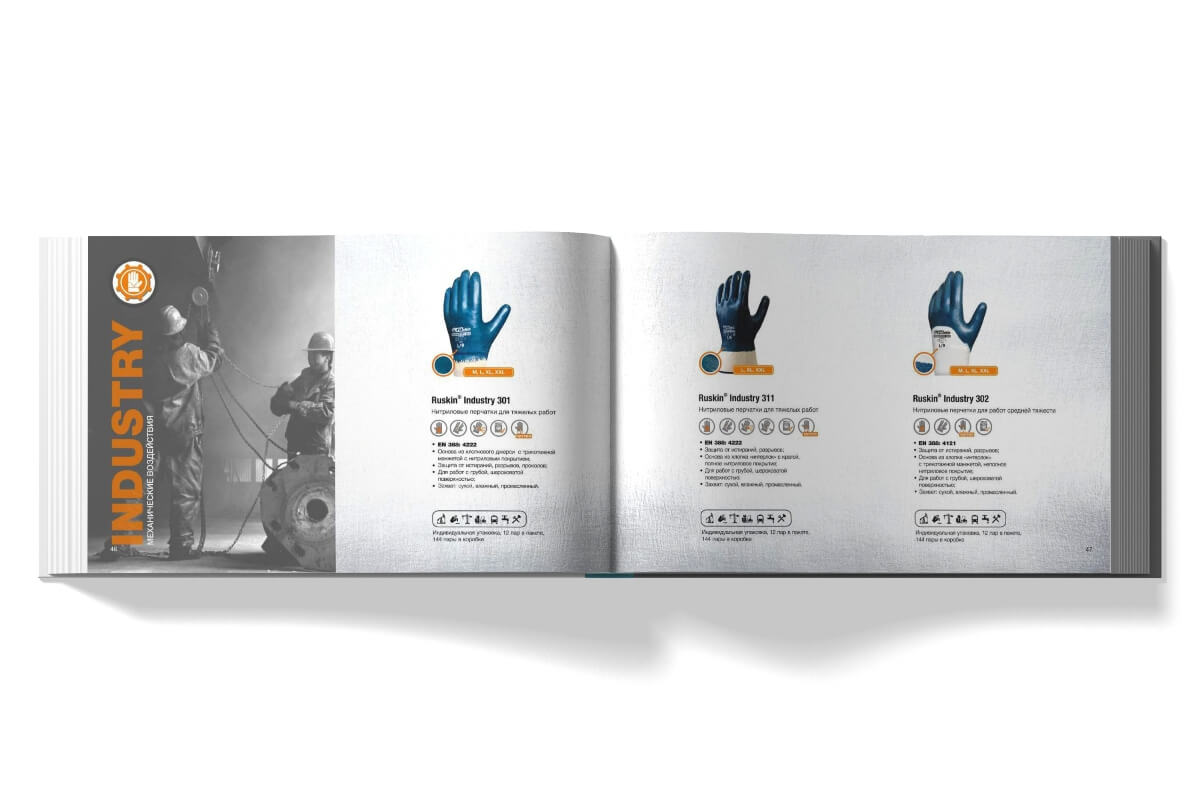 INDUSTRY
МЕХАНИЧЕСКИЕ ВОЗДЕЙСТВИЯ
46
M, L, XL, XXL
Ruskin® Industry 301
Нитриловые перчатки для тяжелых работ
• EN 388: 4222
• Основа из хлопкового джерси с трикотажной
манжетой с нитриловым покрытием;
• Защита от истираний, разрывов, проколов;
• Для работ с грубой, шероховатой
поверхностью;
• Захват: сухой, влажный, промасленный.
Индивидуальная упаковка, 12 пар в пакете,
144 пары в коробке
L, XL, XXL
Ruskin® Industry 311
Нитриловые перчатки для тяжелых работ
• EN 388: 4222
• Защита от истираний, разрывов;
• Основа из хлопка «интерлок» с крагой,
полное нитриловое покрытие;
• Для работ с грубой, шероховатой
поверхностью;
• Захват: сухой, влажный, промасленный.
Индивидуальная упаковка, 12 пар в пакете,
144 пары в коробке
M, L, XL, XXL
Ruskin® Industry 302
Нитриловые перчатки для работ средней тяжести
• EN 388: 4121
• Защита от истираний, разрывов;
• Основа из хлопка «интерлок»
с трикотажной манжетой, неполное
нитриловое покрытие;
• Для работ с грубой, шероховатой
поверхностью;
• Захват: сухой, влажный, промасленный.
Индивидуальная упаковка, 12 пар в пакете,
144 пары в коробке
47